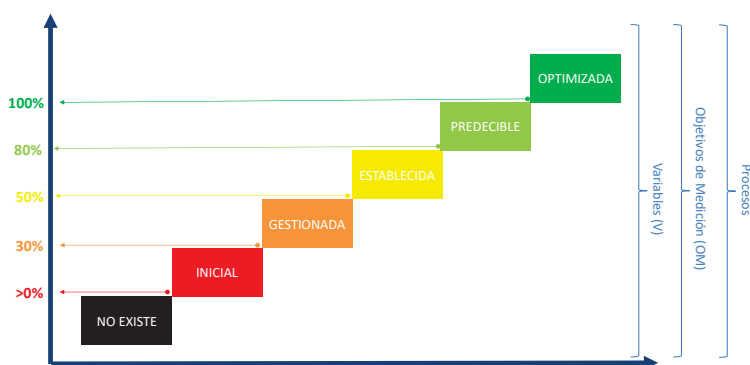 OPTIMIZADA
100%
PREDECIBLE
80%
ESTABLECIDA
50%
GESTIONADA
30%
INICIAL
>0%
NO EXISTE
Variables (V)
Objetivos de Medición (OM)
Procesos